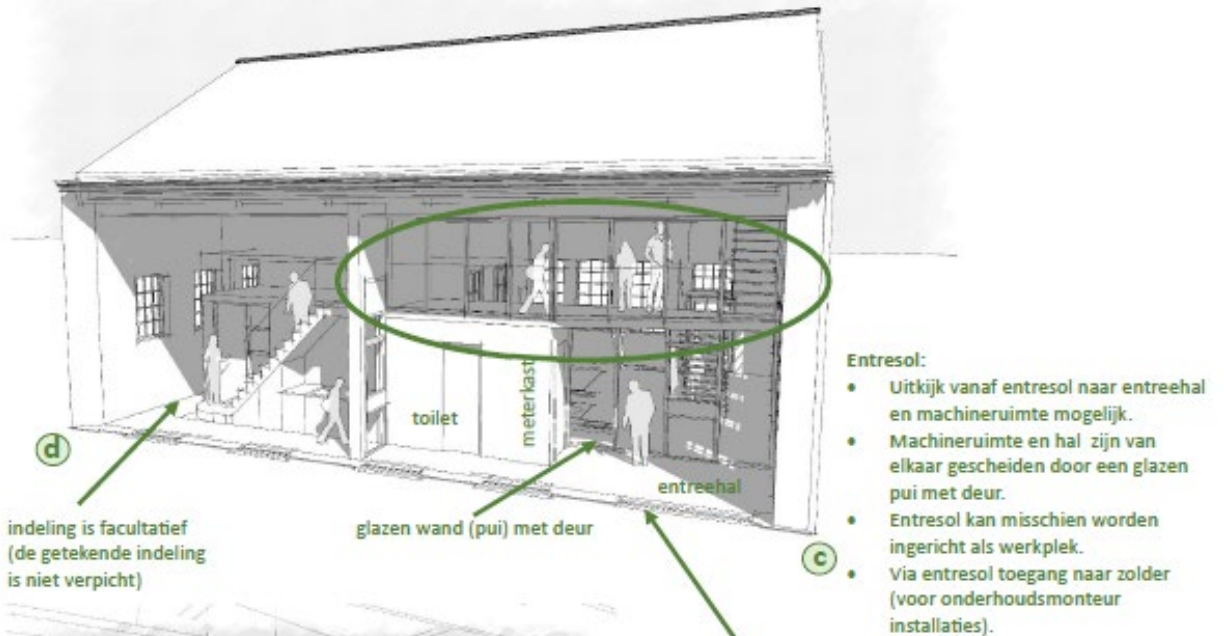 toilet
meterkast
entreehal
d
c
indeling is facultatief
(de getekende indeling
is niet verpicht)
glazen wand (pui) met deur
Entresol:
• Uitkijk vanaf entresol naar entreehal
en machineruimte mogelijk.
• Machineruimte en hal zijn van
elkaar gescheiden door een glazen
pui met deur.
• Entresol kan misschien worden
ingericht als werkplek.
• Via entresol toegang naar zolder
(voor onderhoudsmonteur
installaties).